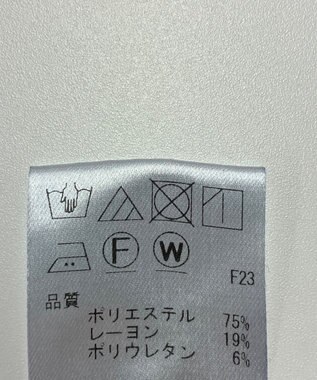 F W
F23
品質
ポリエステル 75%
レーヨン 19%
ポリウレタン 6%